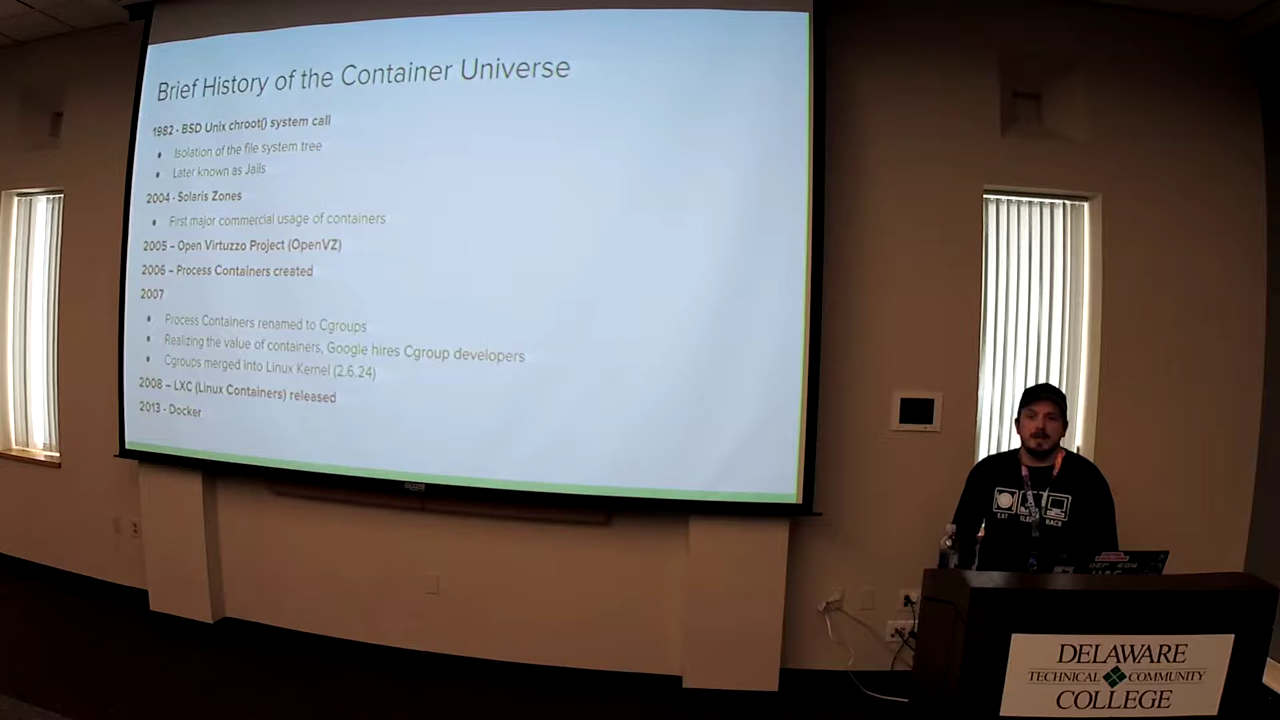 Brief History of the Container Universe
1982 - BSD Unix chroot() system call
• Isolation of the file system tree
• Later known as Jails
2004 - Solaris Zones
• First major commercial usage of containers
2005 – Open Virtuzzo Project (OpenVZ)
2006 – Process Containers created
2007
• Process Containers renamed to Cgroups
• Realizing the value of containers, Google hires Cgroup developers
• Cgroups merged into Linux Kernel (2.6.24)
2008 – LXC (Linux Containers) released
2013 - Docker
EAT
HACK
DELAWARE
TECHNICAL COMMUNITY
COLLEGE